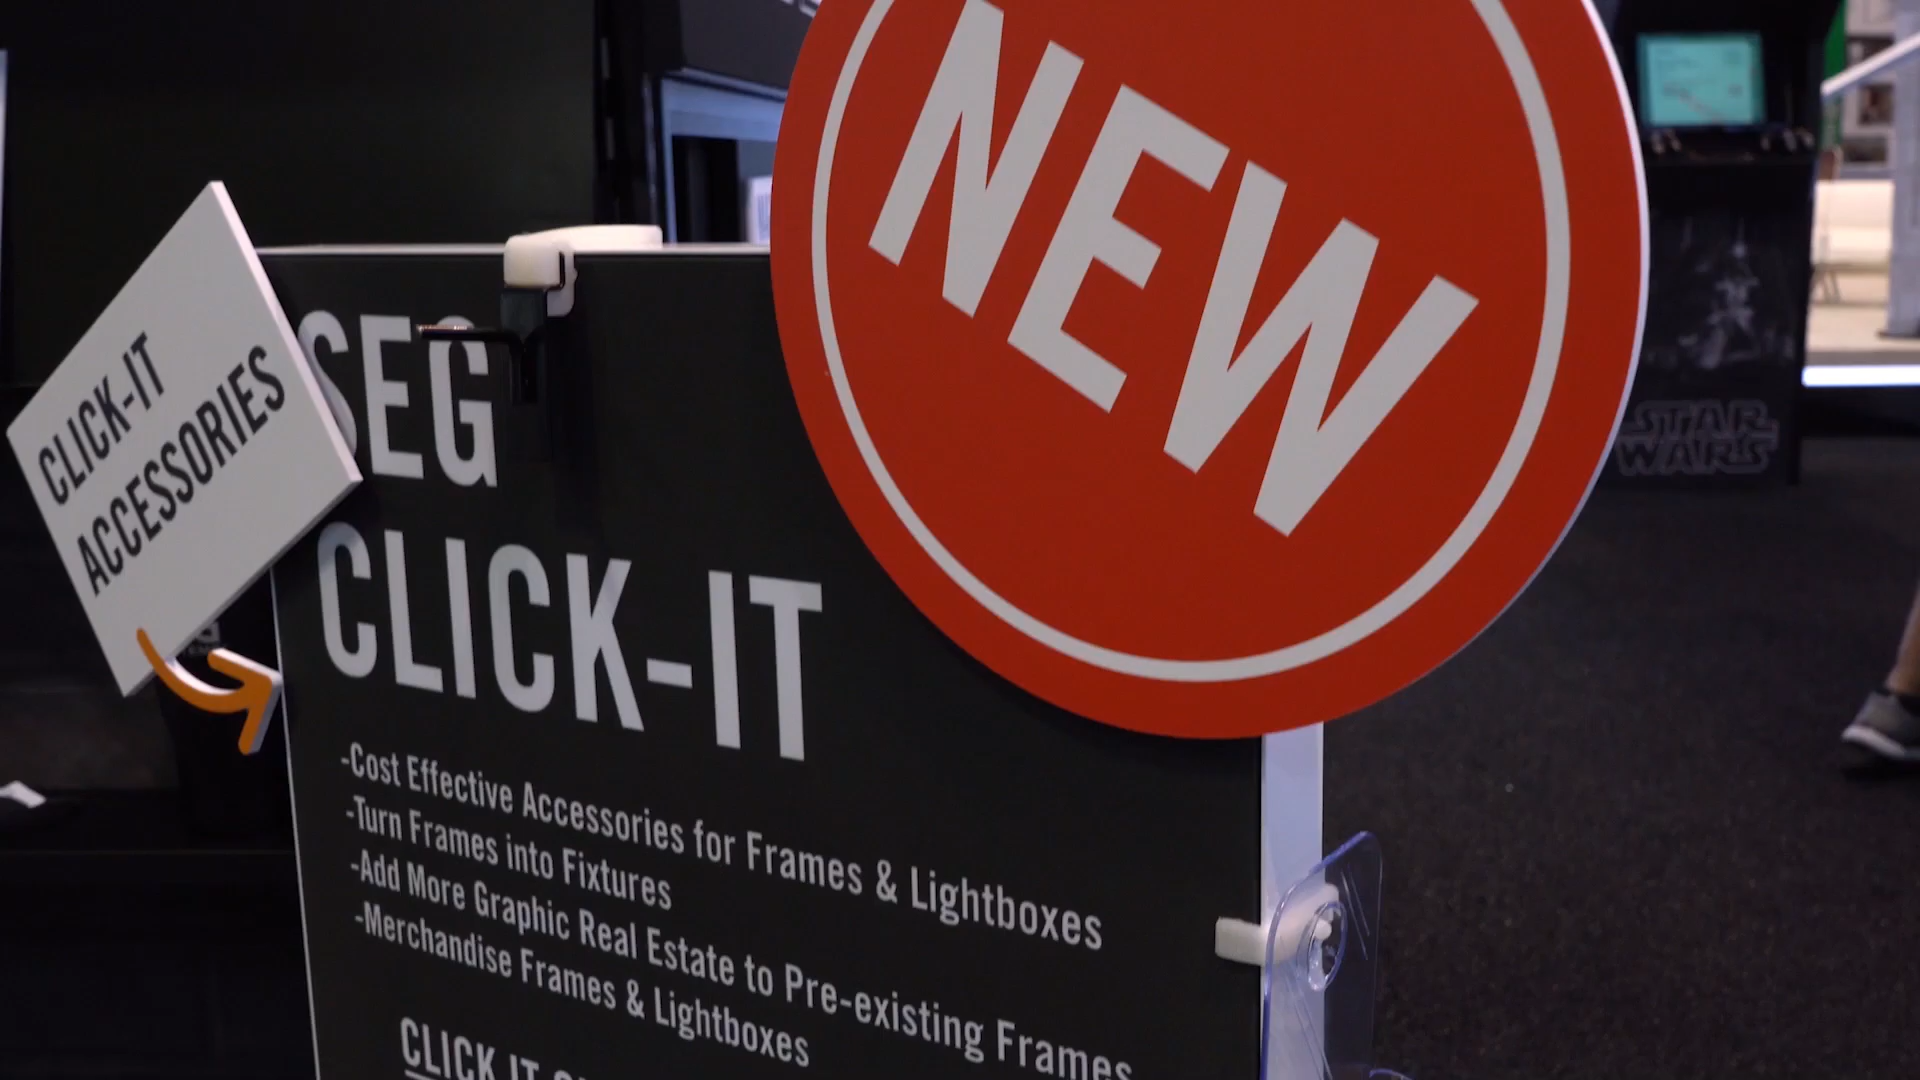 NEW
CLICK-IT
ACCESSORIES
SEG
CLICK-IT
-Cost Effective Accessories for Frames & Lightboxes
-Turn Frames into Fixtures
-Add More Graphic Real Estate to Pre-existing Frames
-Merchandise Frames & Lightboxes
CLICK IT
STAR
WARS